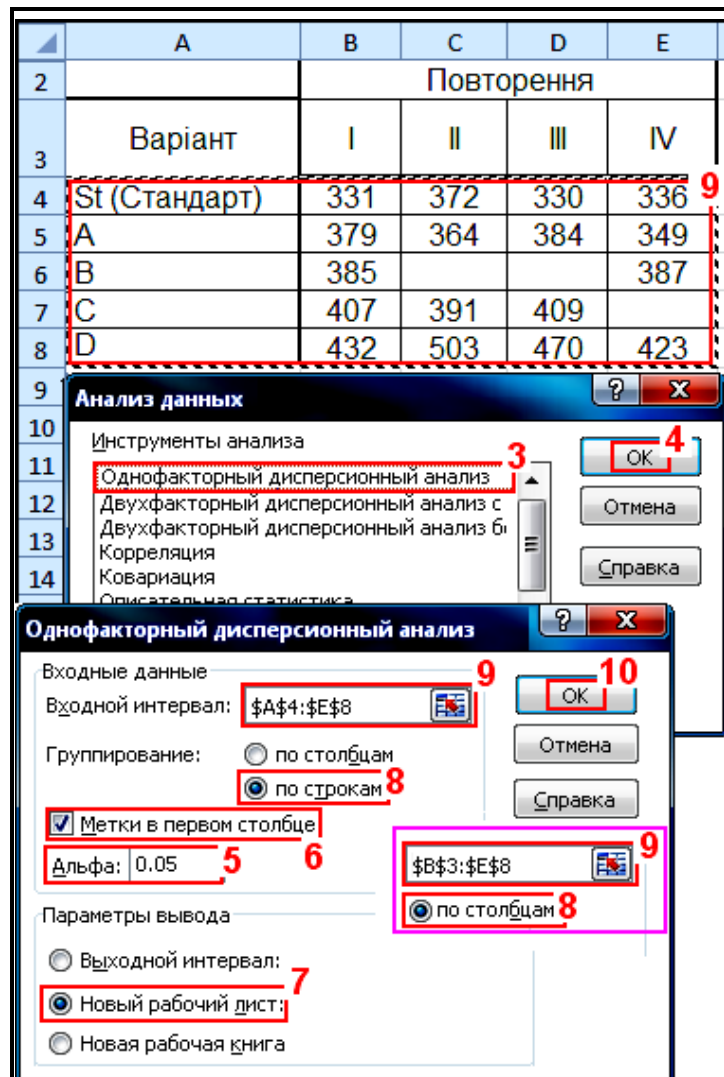 A B C D E
2 Повторення
3 Варіант I II III IV
4 St (Стандарт) 331 372 330 336 9
5 A 379 364 384 349
6 B 385 387
7 C 407 391 409
8 D 432 503 470 423
9 Анализ данных
10 Инструменты анализа
11 Однофакторный дисперсионный анализ 3 OK 4
12 Двухфакторный дисперсионный анализ с Отмена
13 Двухфакторный дисперсионный анализ
Корреляция
14 Ковариация Справка
Описательная статистика
Однофакторный дисперсионный анализ
Входные данные
Входной интервал: $A$4:$E$8 9 OK 10
Группирование: по столбцам Отмена
по строкам 8 Справка
Метки в первом столбце 6
Альфа: 0.05 5 $B$3:$E$8 9
по столбцам 8
Параметры вывода
Выходной интервал:
Новый рабочий лист: 7
Новая рабочая книга